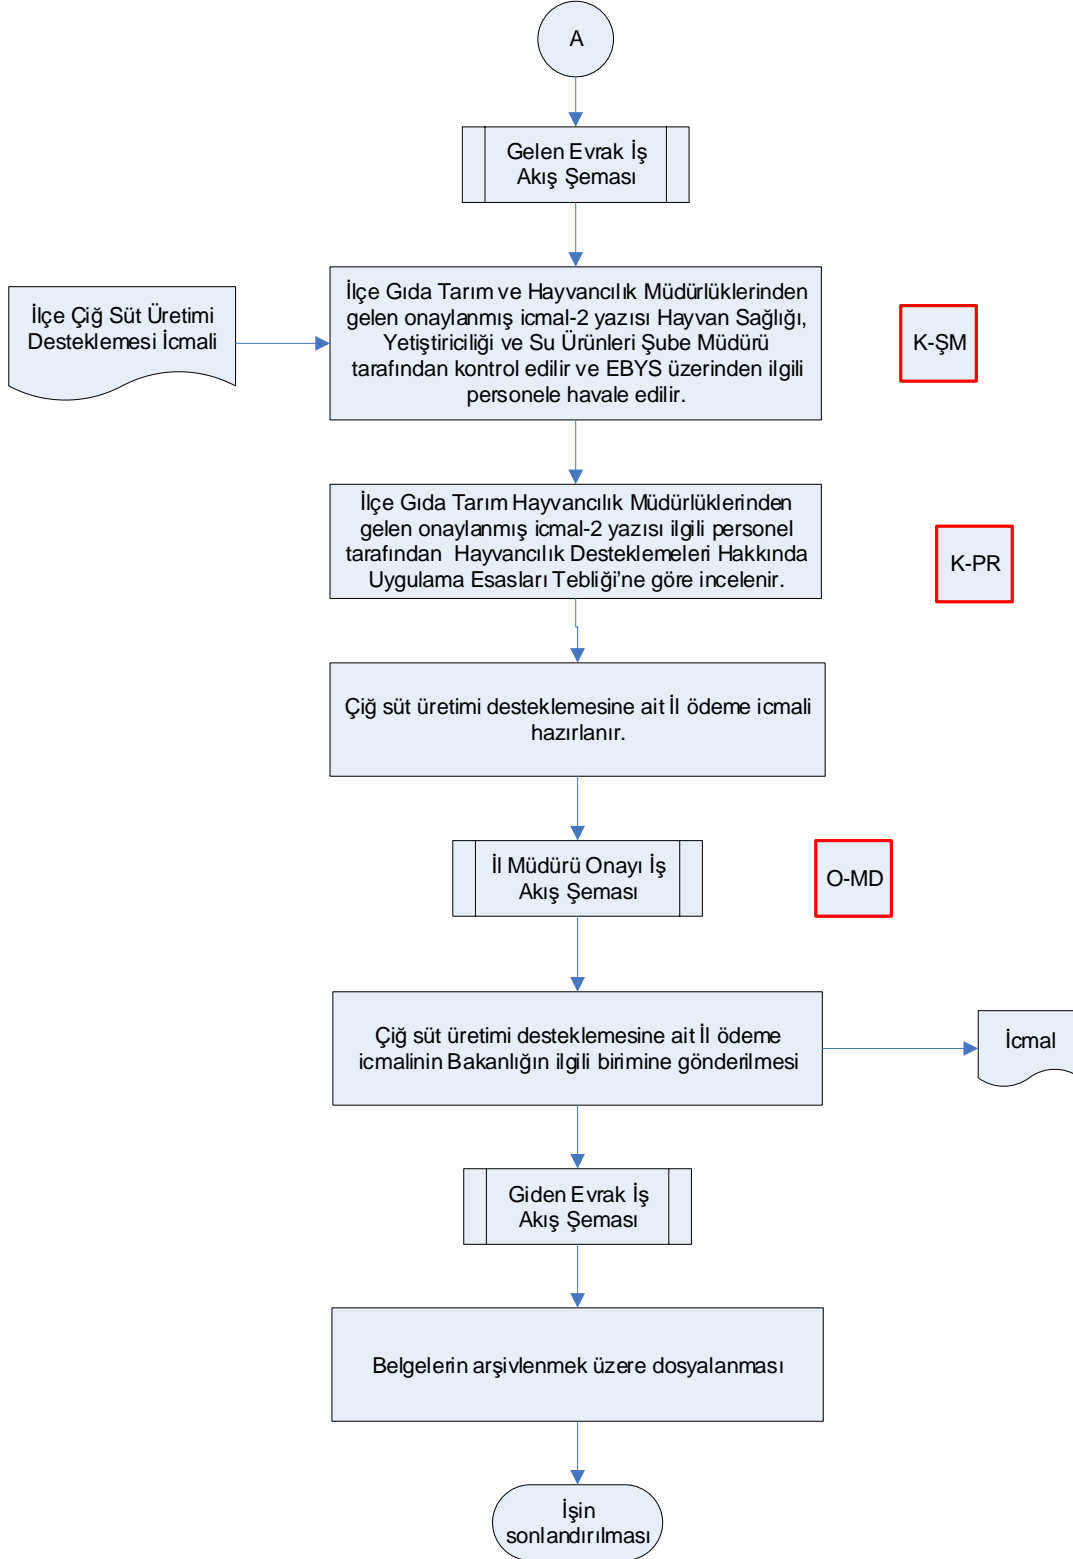 A
Gelen Evrak İş
Akış Şeması
İlçe Çiğ Süt Üretimi
Desteklemesi İcmali
İlçe Gıda Tarım ve Hayvancılık Müdürlüklerinden
gelen onaylanmış icmal-2 yazısı Hayvan Sağlığı,
Yetiştiriciliği ve Su Ürünleri Şube Müdürü
tarafından kontrol edilir ve EBYS üzerinden ilgili
personele havale edilir.
K-ŞM
İlçe Gıda Tarım Hayvancılık Müdürlüklerinden
gelen onaylanmış icmal-2 yazısı ilgili personel
tarafından Hayvancılık Desteklemeleri Hakkında
Uygulama Esasları Tebliği’ne göre incelenir.
K-PR
Çiğ süt üretimi desteklemesine ait İl ödeme icmali
hazırlanır.
İl Müdürü Onayı İş
Akış Şeması
O-MD
Çiğ süt üretimi desteklemesine ait İl ödeme
icmalinin Bakanlığın ilgili birimine gönderilmesi
İcmal
Giden Evrak İş
Akış Şeması
Belgelerin arşivlenmek üzere dosyalanması
İşin
sonlandırılması